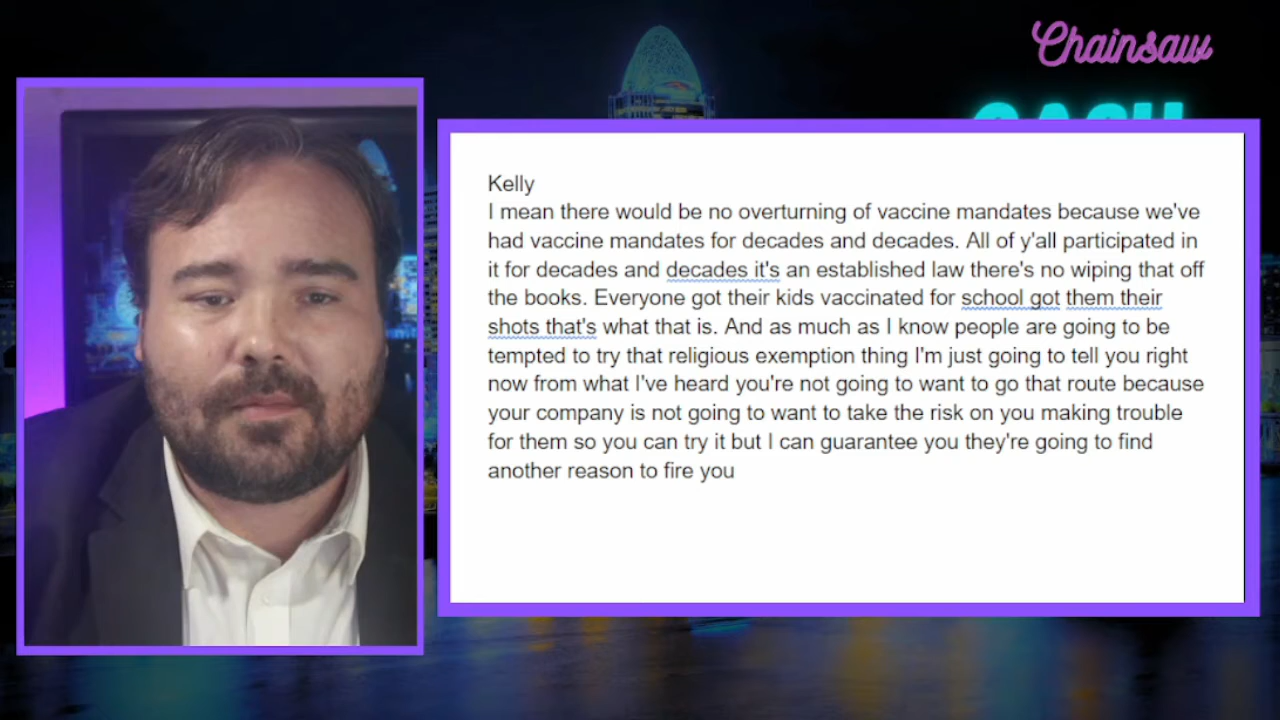 Chainsaw
CASH
Kelly
I mean there would be no overturning of vaccine mandates because we've
had vaccine mandates for decades and decades. All of y'all participated in
it for decades and decades it's an established law there's no wiping that off
the books. Everyone got their kids vaccinated for school got them their
shots that's what that is. And as much as I know people are going to be
tempted to try that religious exemption thing I'm just going to tell you right
now from what I've heard you're not going to want to go that route because
your company is not going to want to take the risk on you making trouble
for them so you can try it but I can guarantee you they're going to find
another reason to fire you